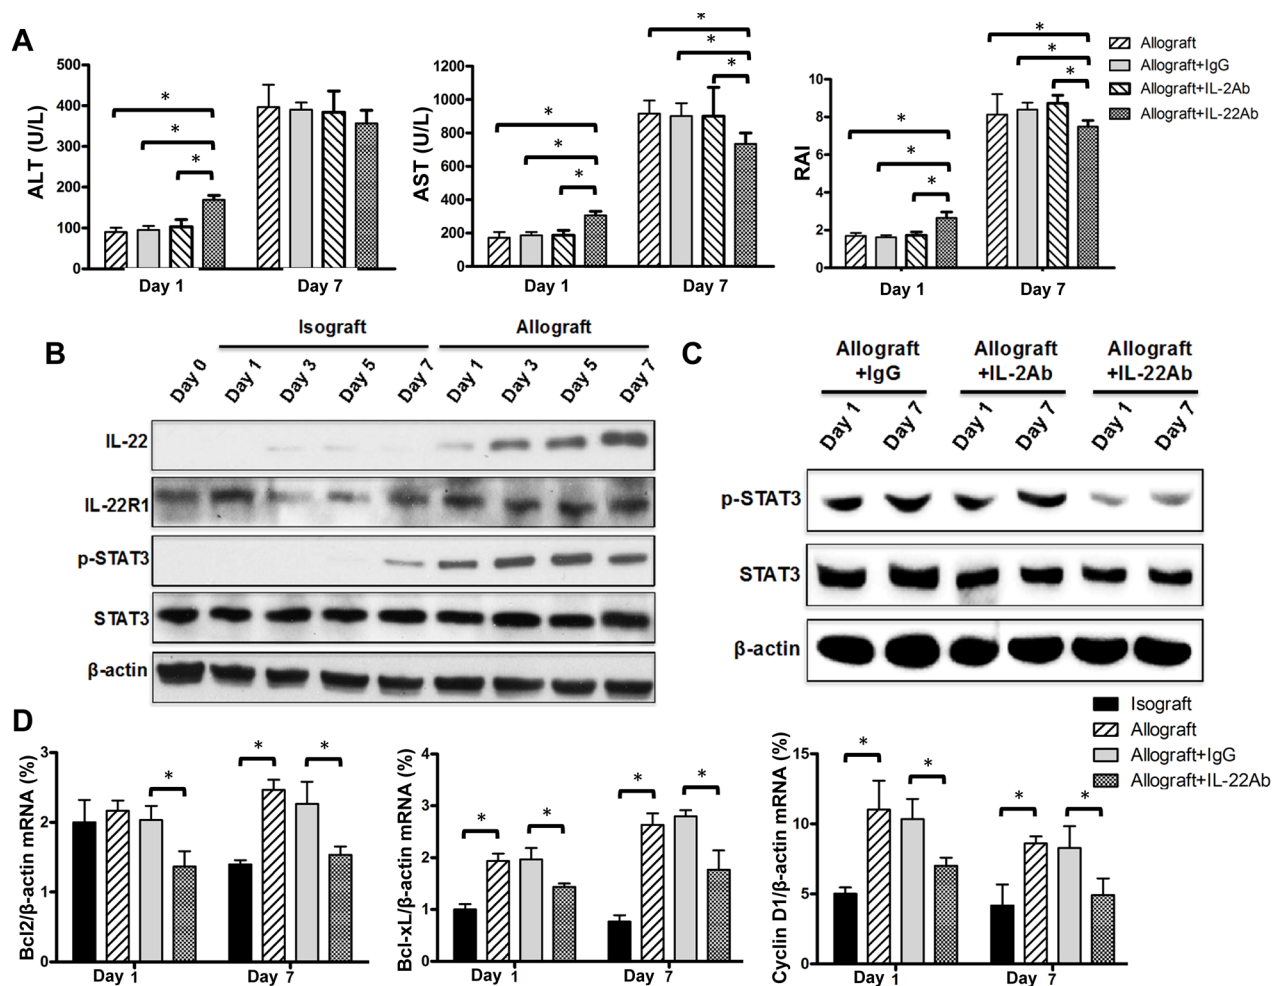 A
ALT (U/L)
500
400
300
200
100
0
*
*
*
Day 1
Day 7
AST (U/L)
1200
1000
800
600
400
200
0
*
*
*
*
*
*
Day 1
Day 7
RAI
10
8
6
4
2
0
*
*
*
*
*
*
Day 1
Day 7
Allograft
Allograft+IgG
Allograft+IL-2Ab
Allograft+IL-22Ab
B
Isograft
Allograft
Day 0
Day 1
Day 3
Day 5
Day 7
Day 1
Day 3
Day 5
Day 7
IL-22
IL-22R1
p-STAT3
STAT3
β-actin
C
Allograft
+IgG
Allograft
+IL-2Ab
Allograft
+IL-22Ab
Day 1
Day 7
Day 1
Day 7
Day 1
Day 7
p-STAT3
STAT3
β-actin
D
Bcl2/β-actin mRNA (%)
3
2
1
0
*
*
*
Day 1
Day 7
Bcl-xL/β-actin mRNA (%)
4
3
2
1
0
*
*
*
*
Day 1
Day 7
Cyclin D1/β-actin mRNA (%)
15
10
5
0
*
*
*
*
Day 1
Day 7
Isograft
Allograft
Allograft+IgG
Allograft+IL-22Ab